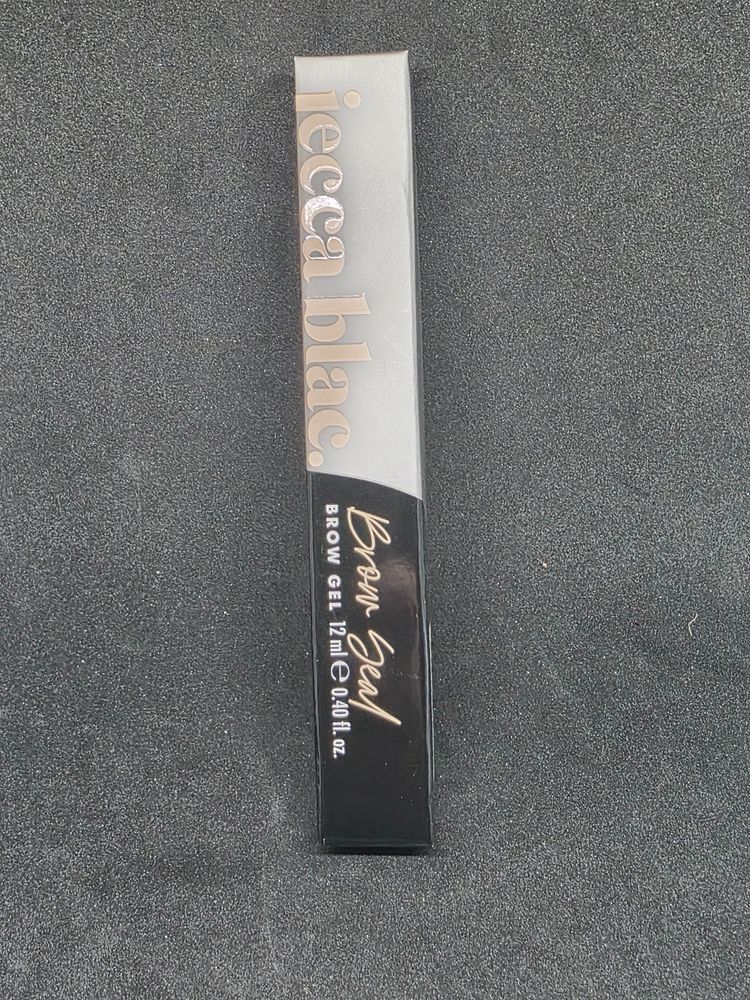 jecca blac.
Brow Seal
BROW GEL 12 ml ℮ 0.40 fl. oz.